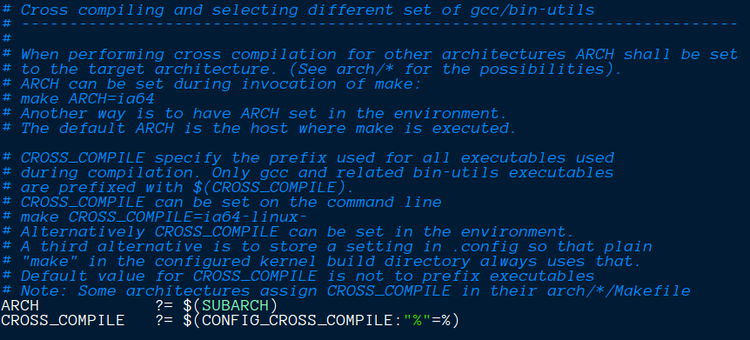 # Cross compiling and selecting different set of gcc/bin-utils
# ---------------------------------------------------------------------------
#
# When performing cross compilation for other architectures ARCH shall be set
# to the target architecture. (See arch/* for the possibilities).
# ARCH can be set during invocation of make:
# make ARCH=ia64
# Another way is to have ARCH set in the environment.
# The default ARCH is the host where make is executed.

# CROSS_COMPILE specify the prefix used for all executables used
# during compilation. Only gcc and related bin-utils executables
# are prefixed with $(CROSS_COMPILE).
# CROSS_COMPILE can be set on the command line
# make CROSS_COMPILE=ia64-linux-
# Alternatively CROSS_COMPILE can be set in the environment.
# A third alternative is to store a setting in .config so that plain
# "make" in the configured kernel build directory always uses that.
# Default value for CROSS_COMPILE is not to prefix executables
# Note: Some architectures assign CROSS_COMPILE in their arch/*/Makefile
ARCH ?= $(SUBARCH)
CROSS_COMPILE ?= $(CONFIG_CROSS_COMPILE:"%"=%)